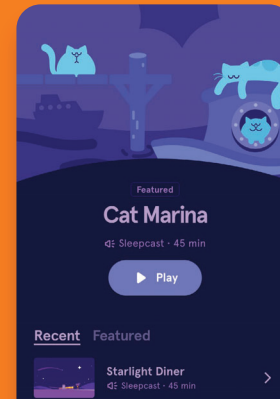 Featured
Cat Marina
Sleepcast · 45 min
Play
Recent Featured
Starlight Diner
Sleepcast · 45 min